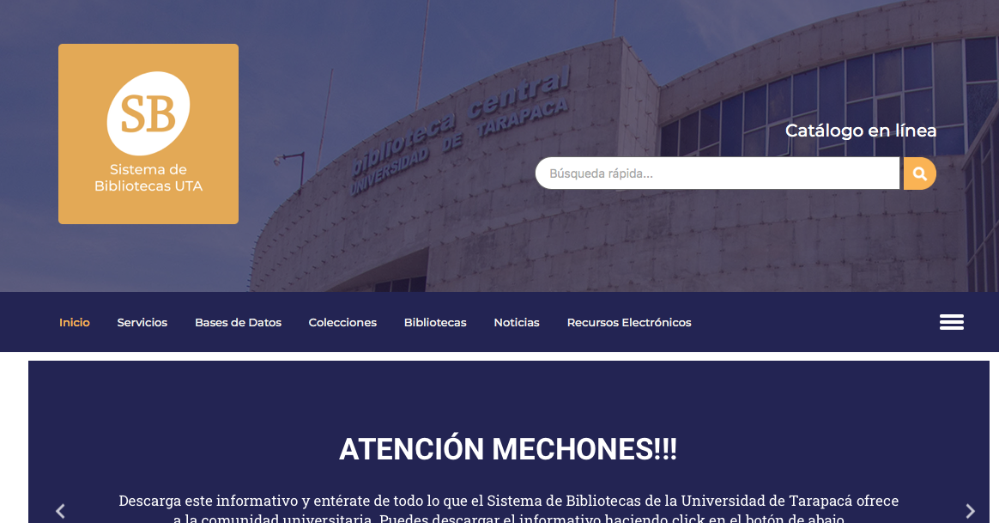 SB
Sistema de
Bibliotecas UTA
biblioteca central
UNIVERSIDAD DE TARAPACA
Catálogo en línea
Búsqueda rápida...
Inicio Servicios Bases de Datos Colecciones Bibliotecas Noticias Recursos Electrónicos
ATENCIÓN MECHONES!!!
Descarga este informativo y entérate de todo lo que el Sistema de Bibliotecas de la Universidad de Tarapacá ofrece
a la comunidad universitaria. Puedes descargar el informativo haciendo click en el botón de abajo.